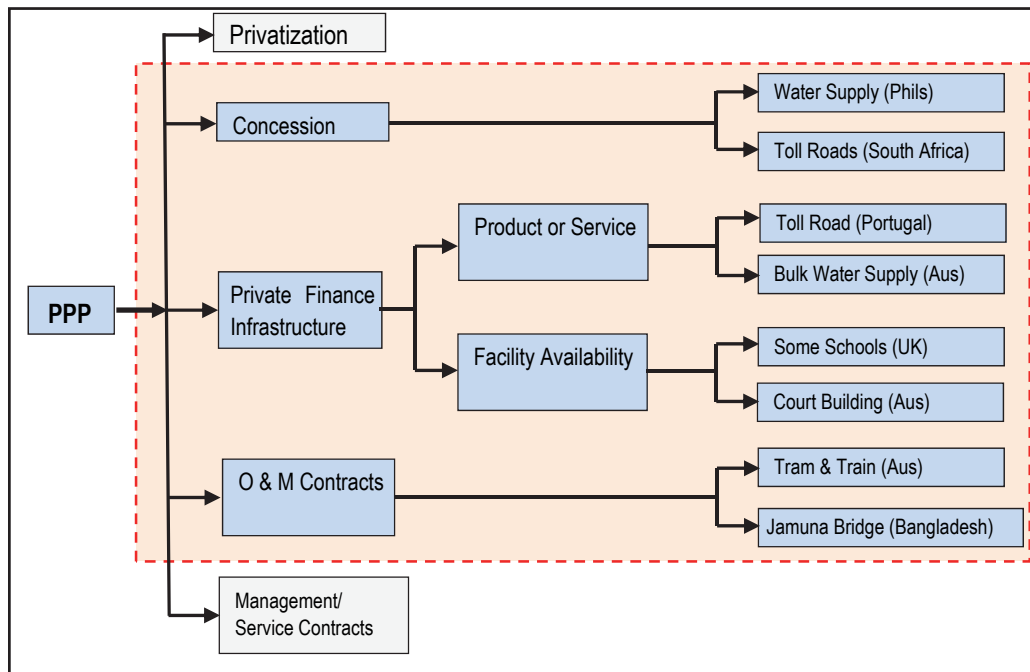 Privatization
Water Supply (Phils)
Concession
Toll Roads (South Africa)
Product or Service
Toll Road (Portugal)
Bulk Water Supply (Aus)
PPP
Private Finance
Infrastructure
Facility Availability
Some Schools (UK)
Court Building (Aus)
O & M Contracts
Tram & Train (Aus)
Jamuna Bridge (Bangladesh)
Management/
Service Contracts